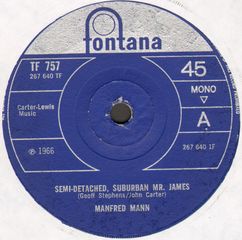 fontana
TF 757
267 640 TF
45
MONO
Carter-Lewis
Music
A
℗ 1966
267 640 1F
SEMI-DETACHED, SUBURBAN MR. JAMES
(Geoff Stephens/John Carter)
MANFRED MANN